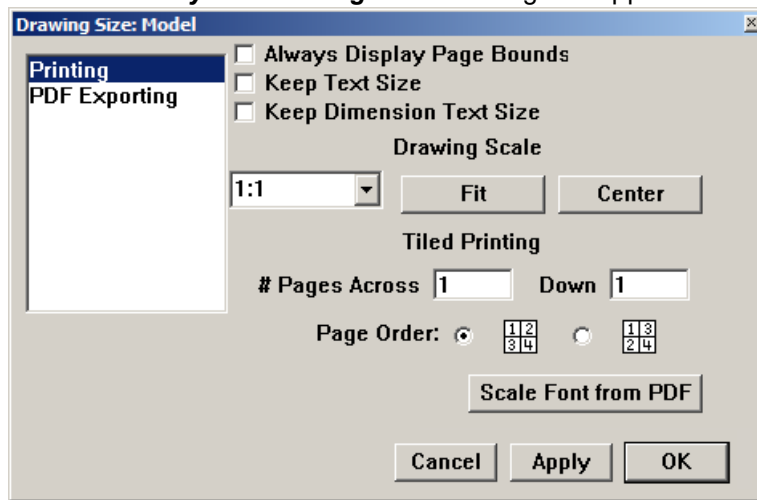 Drawing Size: Model
Printing
PDF Exporting
Always Display Page Bounds
Keep Text Size
Keep Dimension Text Size
Drawing Scale
1:1
Fit
Center
Tiled Printing
# Pages Across 1 Down 1
Page Order: 1 2 1 3
3 4 2 4
Scale Font from PDF
Cancel Apply OK